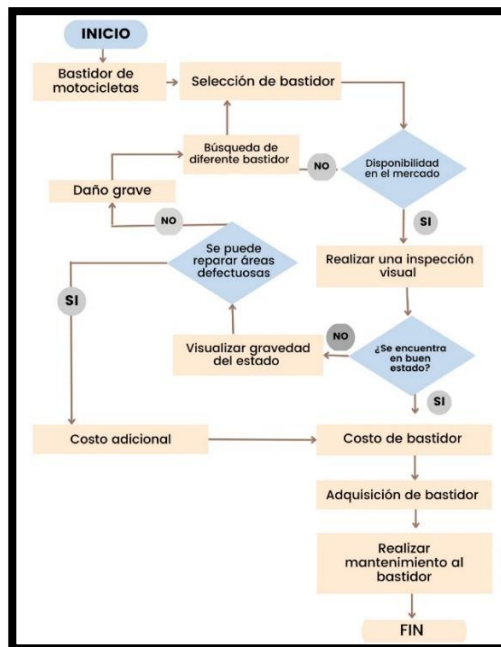 INICIO
Bastidor de
motocicletas
Selección de bastidor
Búsqueda de
diferente bastidor
NO
Disponibilidad
en el mercado
Daño grave
NO
SI
Se puede
reparar áreas
defectuosas
Realizar una inspección
visual
SI
NO
Visualizar gravedad
del estado
¿Se encuentra
en buen
estado?
SI
Costo adicional
Costo de bastidor
Adquisición de bastidor
Realizar
mantenimiento al
bastidor
FIN